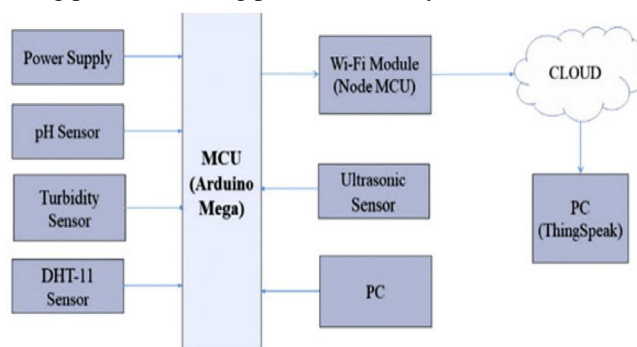 Power Supply
pH Sensor
Turbidity
Sensor
DHT-11
Sensor
MCU
(Arduino
Mega)
Wi-Fi Module
(Node MCU)
Ultrasonic
Sensor
PC
CLOUD
PC
(ThingSpeak)